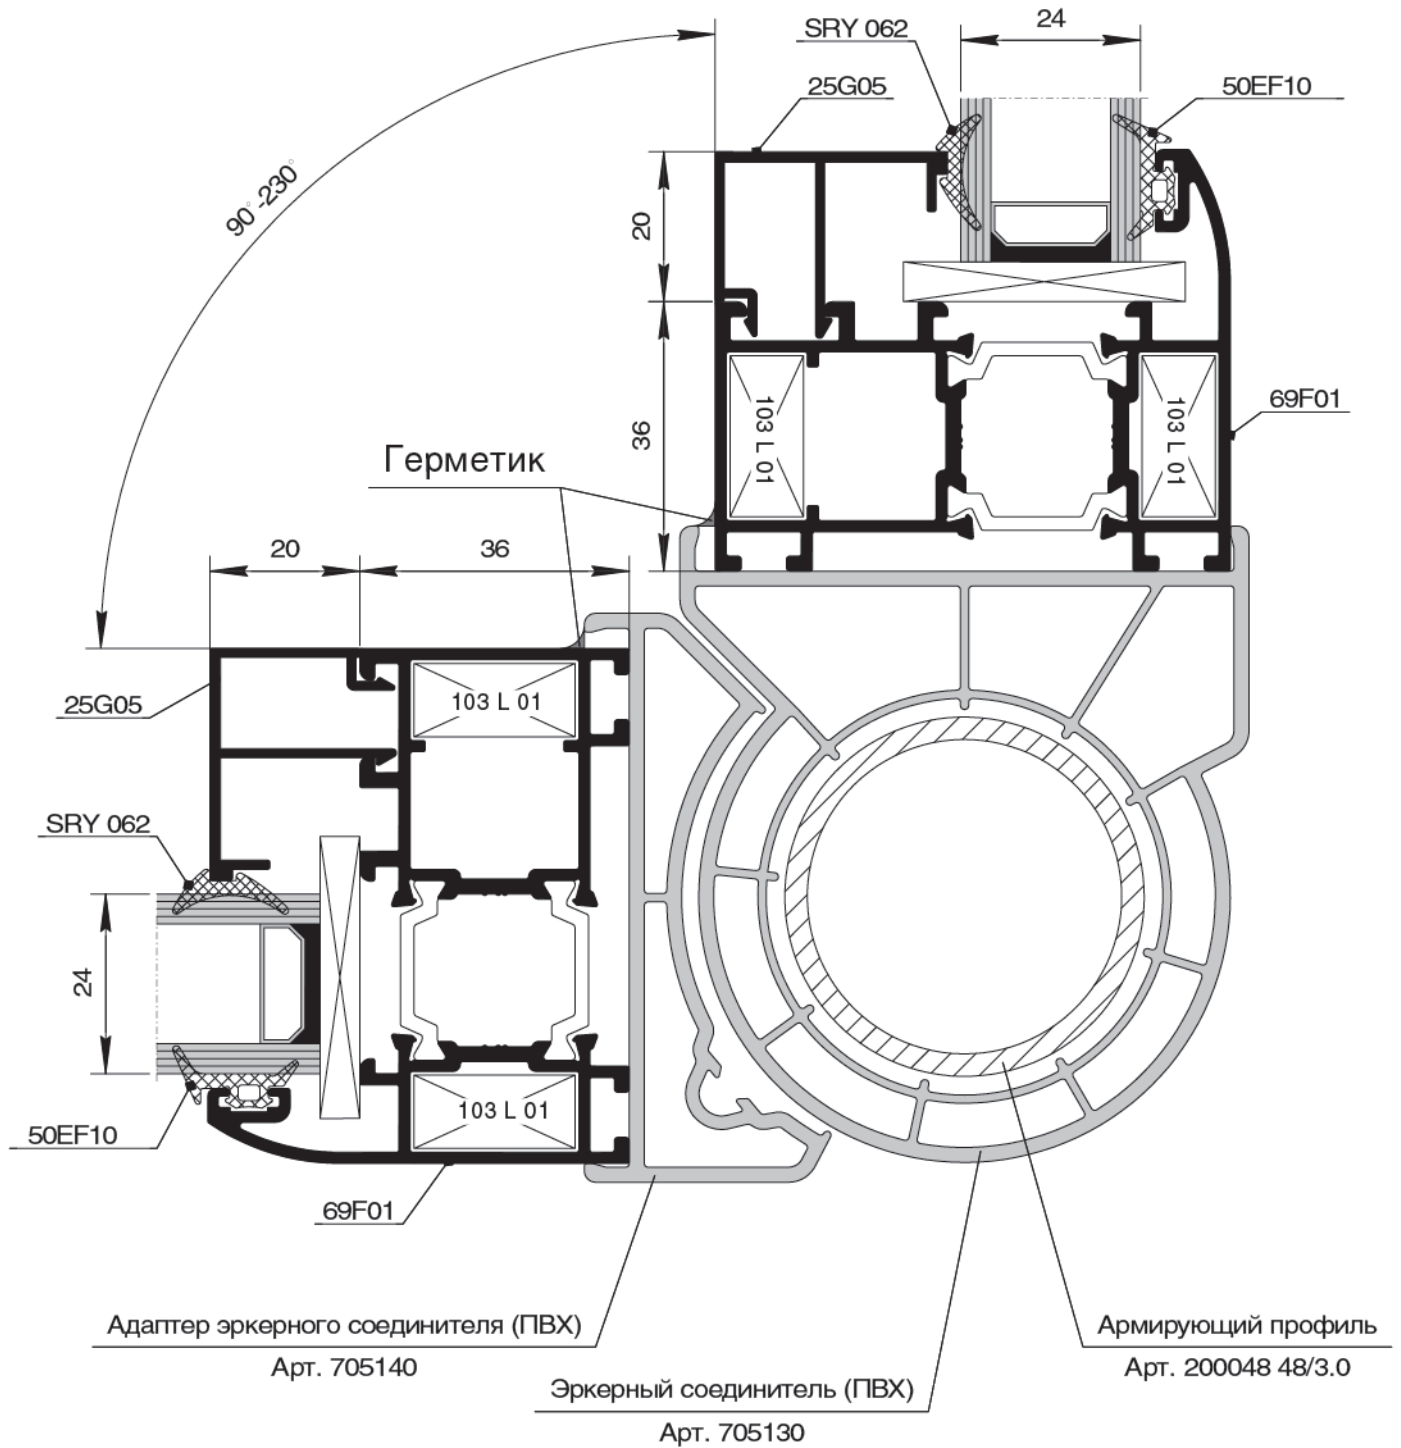 SRY 062
24
25G05
50EF10
90°-230°
20
36
103 L 01
103 L 01
69F01
Герметик
20
36
25G05
103 L 01
SRY 062
24
103 L 01
50EF10
69F01
Адаптер эркерного соединителя (ПВХ)
Арт. 705140
Армирующий профиль
Арт. 200048 48/3.0
Эркерный соединитель (ПВХ)
Арт. 705130